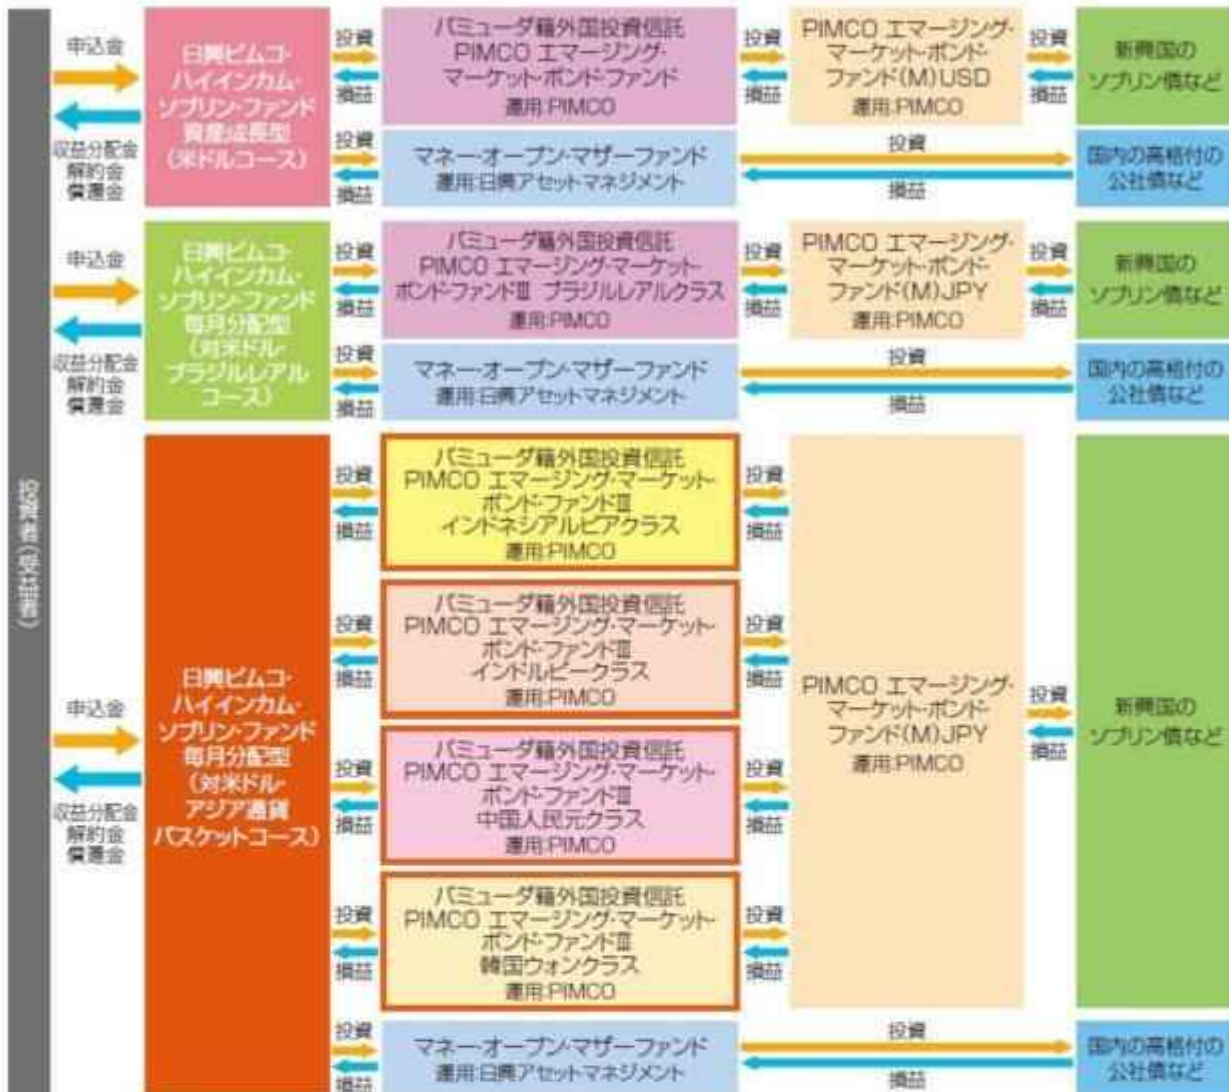 投資者(受益者)
申込金
収益分配金
解約金
償還金
日興ピムコ・
ハイインカム・
ソブリン・ファンド
資産成長型
(米ドルコース)
投資
損益
バミューダ籍外国投資信託
PIMCO エマージング・
マーケット・ボンド・ファンド
運用:PIMCO
投資
損益
PIMCO エマージング・
マーケット・ボンド・
ファンド(M)USD
運用:PIMCO
投資
損益
新興国の
ソブリン債など
投資
損益
マネー・オープン・マザーファンド
運用:日興アセットマネジメント
投資
損益
国内の高格付の
公社債など
申込金
収益分配金
解約金
償還金
日興ピムコ・
ハイインカム・
ソブリン・ファンド
毎月分配型
(対米ドル・
ブラジルレアル
コース)
投資
損益
バミューダ籍外国投資信託
PIMCO エマージング・マーケット・
ボンド・ファンドⅢ ブラジルレアルクラス
運用:PIMCO
投資
損益
PIMCO エマージング・
マーケット・ボンド・
ファンド(M)JPY
運用:PIMCO
投資
損益
新興国の
ソブリン債など
投資
損益
マネー・オープン・マザーファンド
運用:日興アセットマネジメント
投資
損益
国内の高格付の
公社債など
申込金
収益分配金
解約金
償還金
日興ピムコ・
ハイインカム・
ソブリン・ファンド
毎月分配型
(対米ドル・
アジア通貨
バスケットコース)
投資
損益
バミューダ籍外国投資信託
PIMCO エマージング・マーケット・
ボンド・ファンドⅢ
インドネシアルピアクラス
運用:PIMCO
投資
損益
投資
損益
バミューダ籍外国投資信託
PIMCO エマージング・マーケット・
ボンド・ファンドⅢ
インドルピークラス
運用:PIMCO
投資
損益
投資
損益
バミューダ籍外国投資信託
PIMCO エマージング・マーケット・
ボンド・ファンドⅢ
中国人民元クラス
運用:PIMCO
投資
損益
投資
損益
バミューダ籍外国投資信託
PIMCO エマージング・マーケット・
ボンド・ファンドⅢ
韓国ウォンクラス
運用:PIMCO
投資
損益
PIMCO エマージング・
マーケット・ボンド・
ファンド(M)JPY
運用:PIMCO
投資
損益
新興国の
ソブリン債など
投資
損益
マネー・オープン・マザーファンド
運用:日興アセットマネジメント
投資
損益
国内の高格付の
公社債など